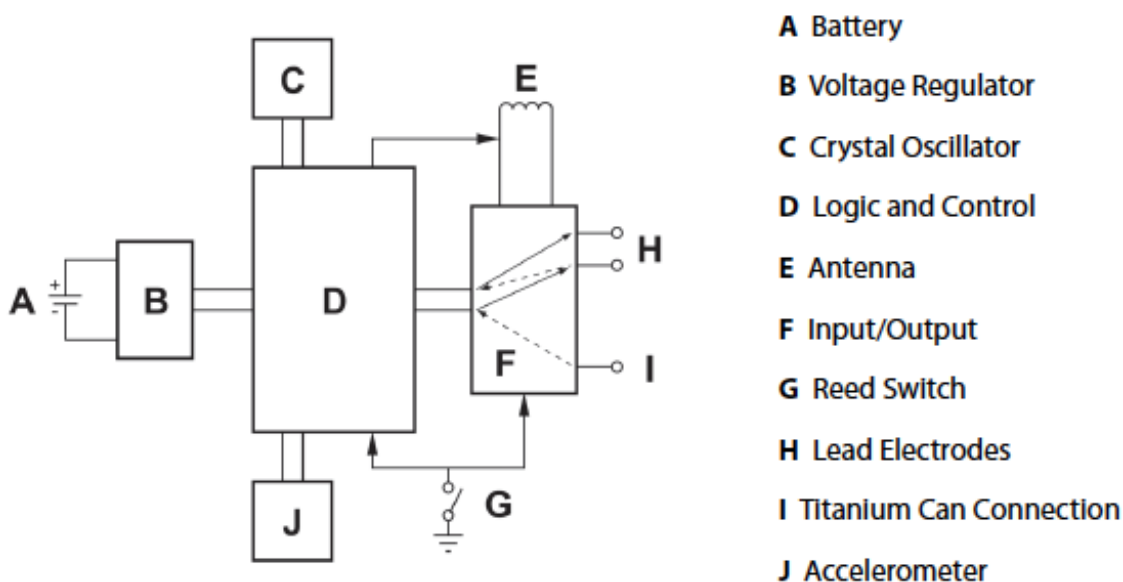 C
E
A
+
-
B
D
H
F
I
G
J
A Battery
B Voltage Regulator
C Crystal Oscillator
D Logic and Control
E Antenna
F Input/Output
G Reed Switch
H Lead Electrodes
I Titanium Can Connection
J Accelerometer